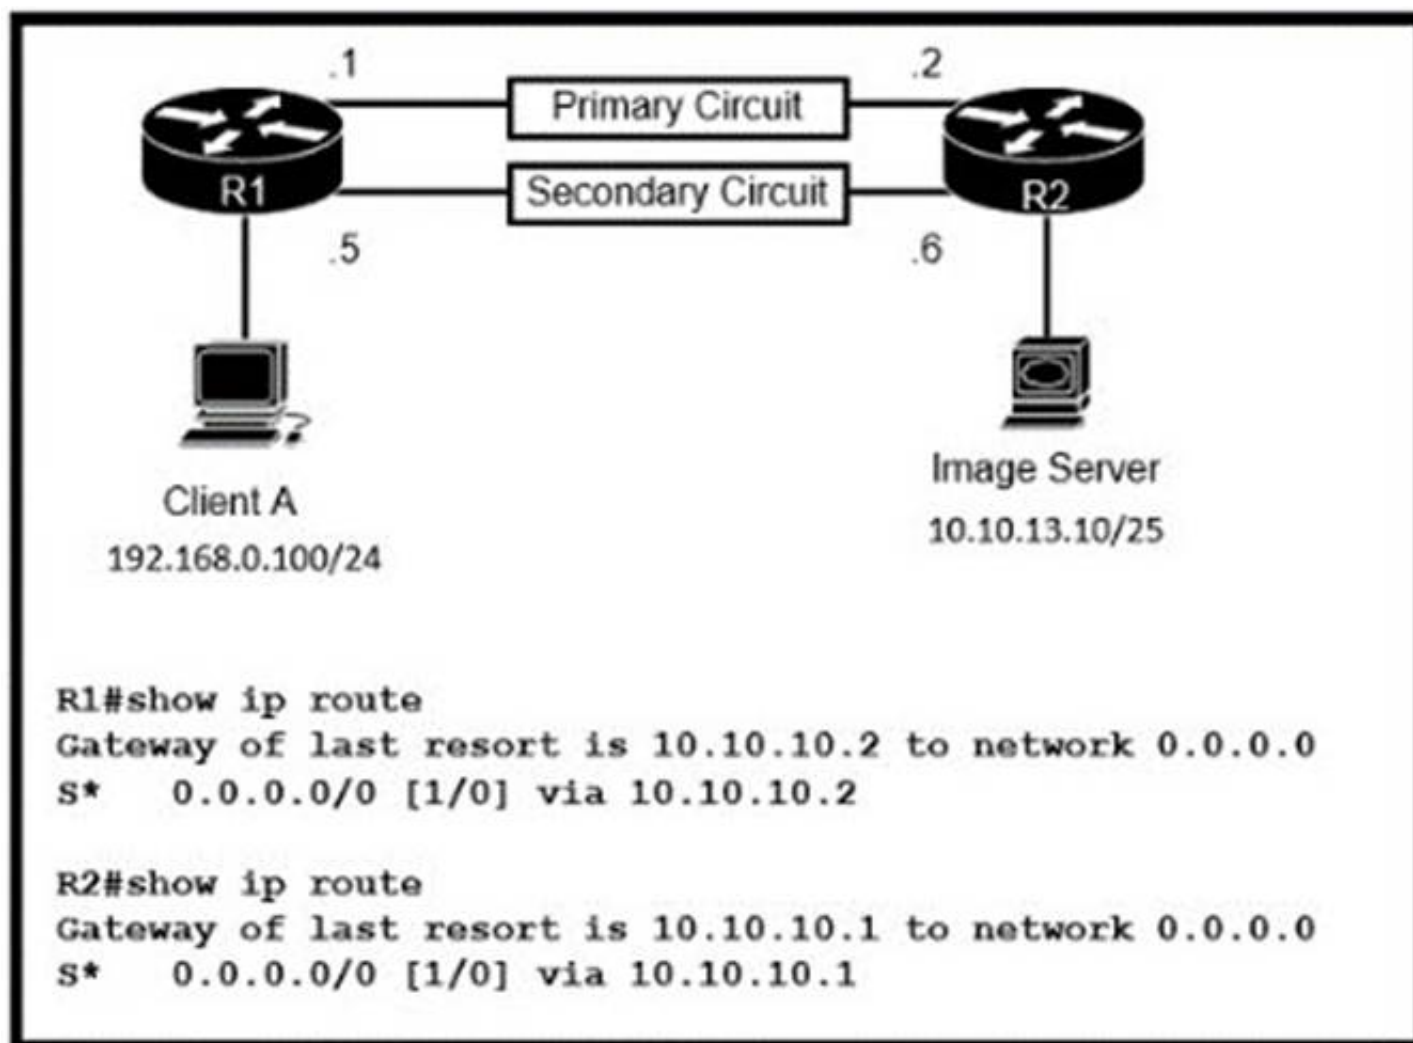 .1
.2
Primary Circuit
Secondary Circuit
R1
R2
.5
.6
Client A
192.168.0.100/24
Image Server
10.10.13.10/25
R1#show ip route
Gateway of last resort is 10.10.10.2 to network 0.0.0.0
S* 0.0.0.0/0 [1/0] via 10.10.10.2
R2#show ip route
Gateway of last resort is 10.10.10.1 to network 0.0.0.0
S* 0.0.0.0/0 [1/0] via 10.10.10.1